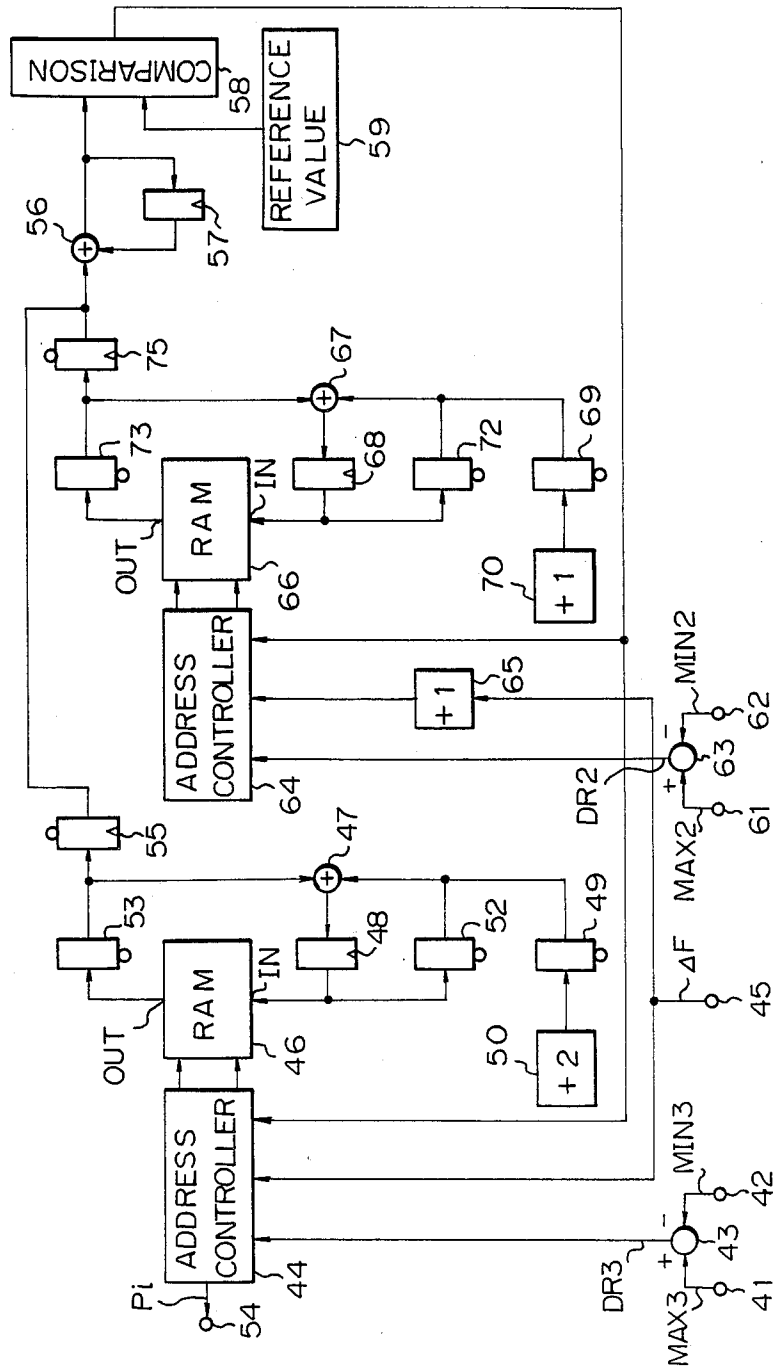 COMPARISON
58
REFERENCE
VALUE
59
56
+
57
75
73
+
67
68
72
69
OUT
RAM
IN
66
70
+1
ADDRESS
CONTROLLER
64
+1
65
DR2
MIN2
-
62
+
63
MAX2
61
55
53
+
47
48
52
49
OUT
RAM
IN
46
50
+2
ΔF
45
ADDRESS
CONTROLLER
44
Pi
54
DR3
MIN3
-
42
+
43
MAX3
41